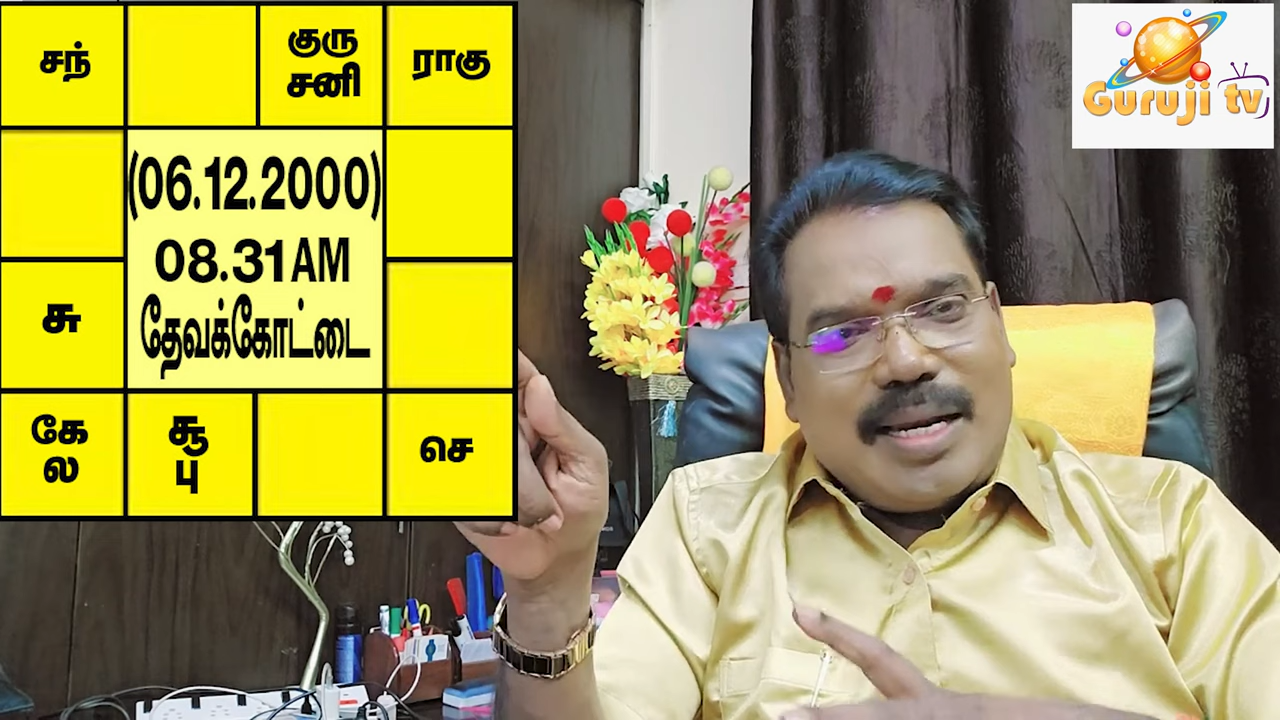 சந்
குரு
சனி
ராகு
(06.12.2000)
08.31AM
தேவக்கோட்டை
சு
கே
ல
சூ
பு
செ
Guruji tv